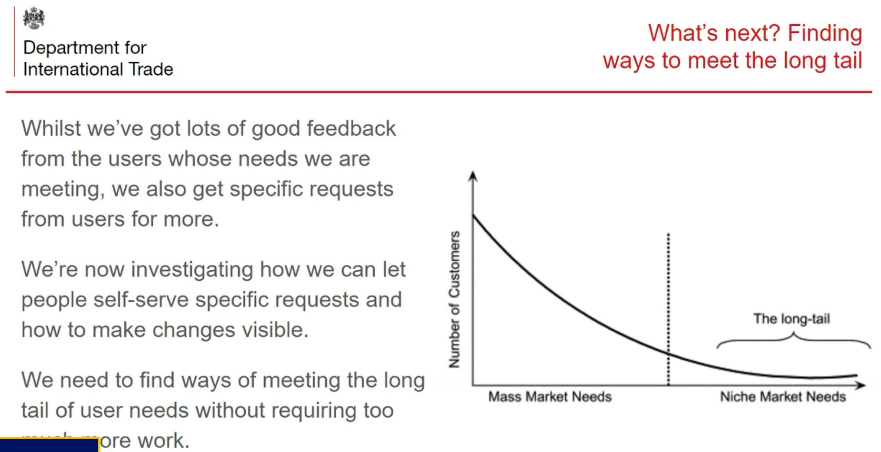 Department for
International Trade
What's next? Finding
ways to meet the long tail
Whilst we've got lots of good feedback
from the users whose needs we are
meeting, we also get specific requests
from users for more.
We're now investigating how we can let
people self-serve specific requests and
how to make changes visible.
We need to find ways of meeting the long
tail of user needs without requiring too
ore work.
Number of Customers
The long-tail
Mass Market Needs
Niche Market Needs